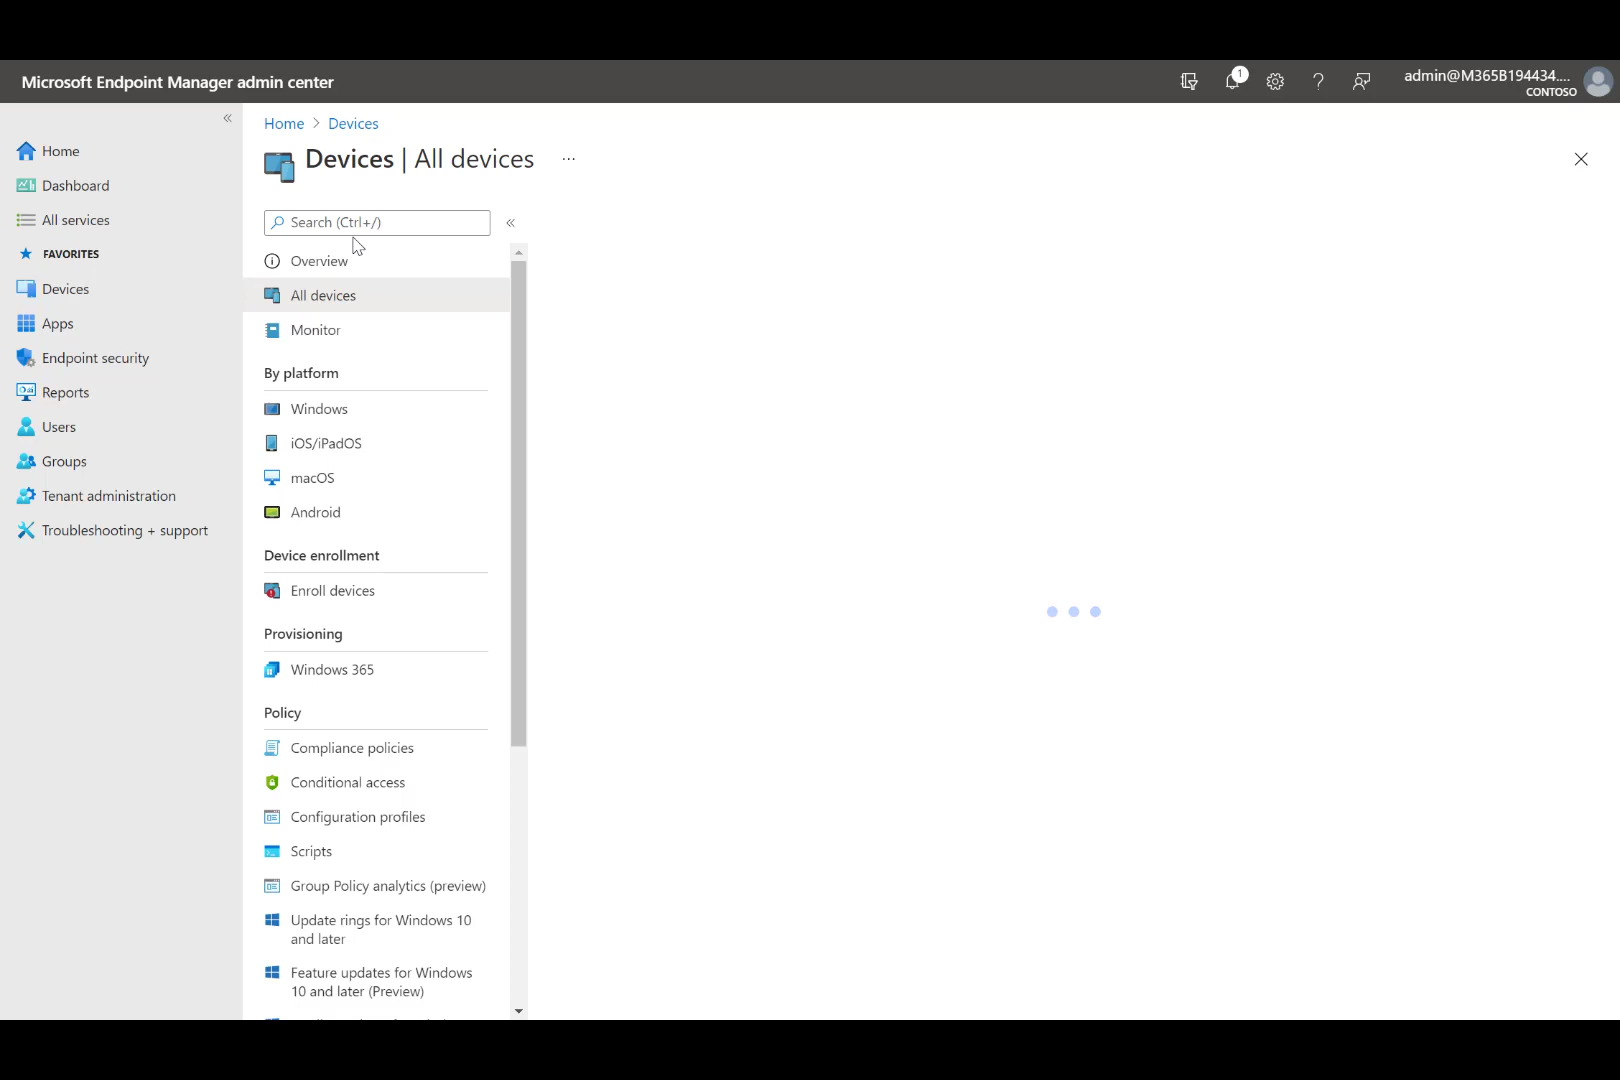 Microsoft Endpoint Manager admin center
1
admin@M365B194434....
CONTOSO
Home
Dashboard
All services
FAVORITES
Devices
Apps
Endpoint security
Reports
Users
Groups
Tenant administration
Troubleshooting + support
Home > Devices
Devices | All devices ...
Search (Ctrl+/)
Overview
All devices
Monitor
By platform
Windows
iOS/iPadOS
macOS
Android
Device enrollment
Enroll devices
Provisioning
Windows 365
Policy
Compliance policies
Conditional access
Configuration profiles
Scripts
Group Policy analytics (preview)
Update rings for Windows 10
and later
Feature updates for Windows
10 and later (Preview)